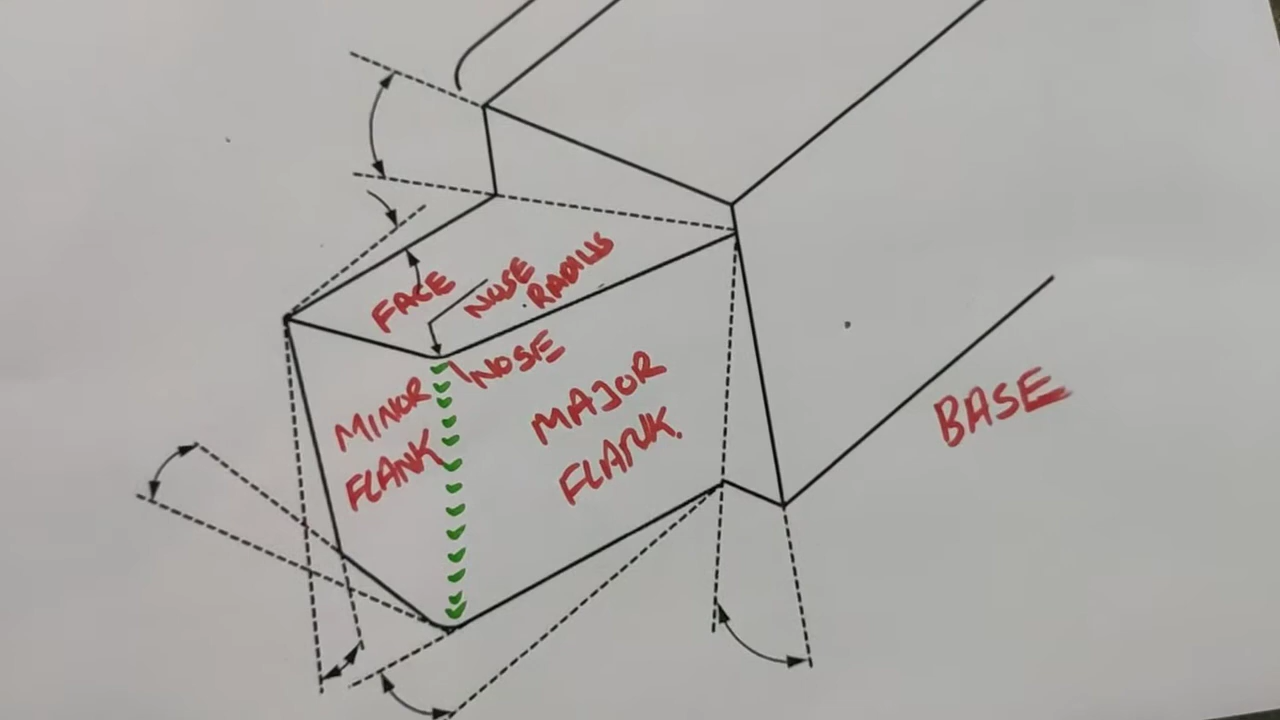 FACE
NOSE
RADIUS
NOSE
MINOR
FLANK
MAJOR
FLANK.
BASE